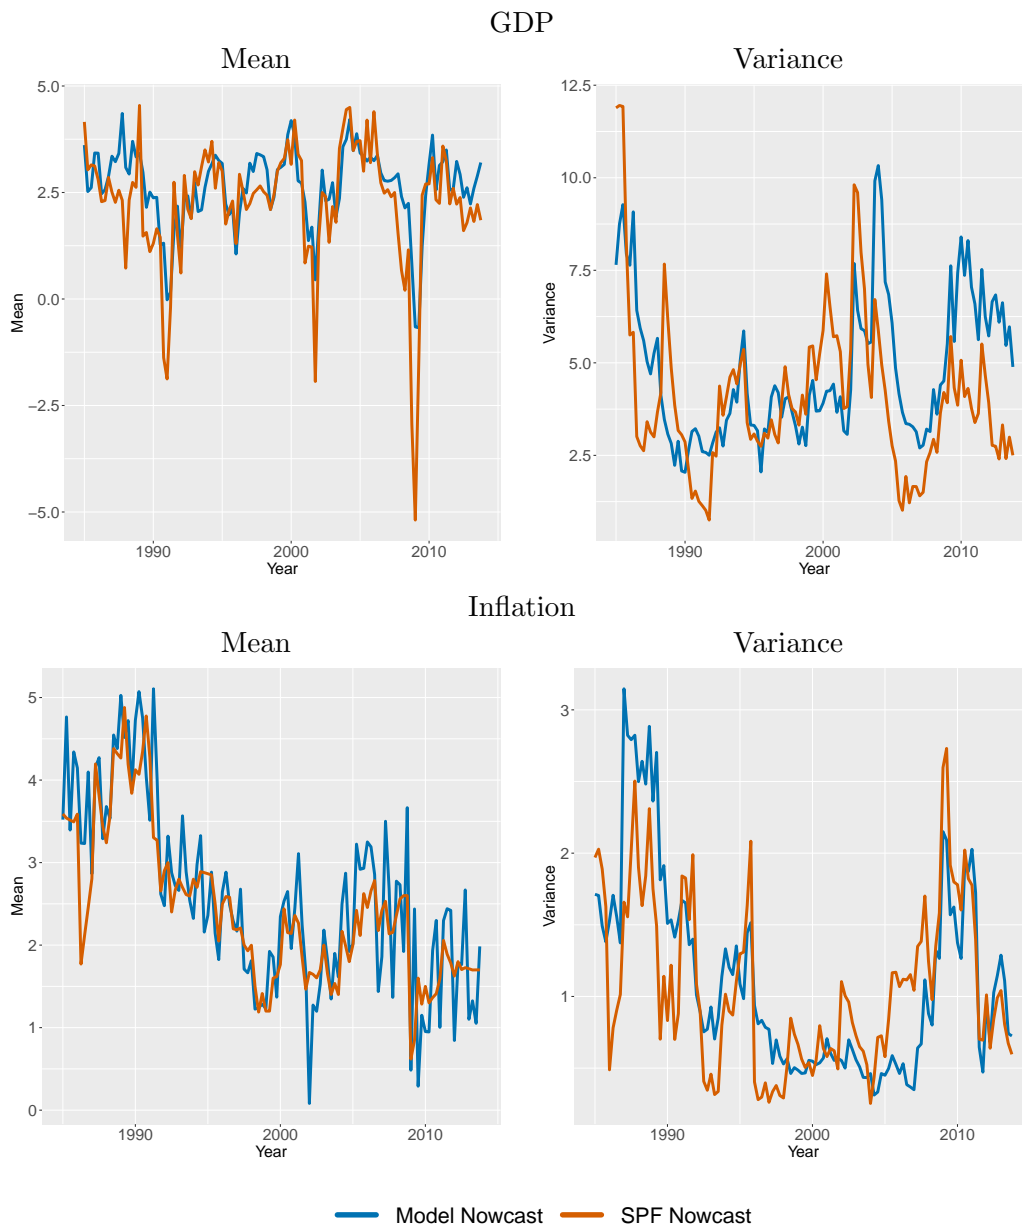 GDP
Mean
Variance
5.0
2.5
0.0
−2.5
−5.0
Mean
1990
2000
2010
Year
12.5
10.0
7.5
5.0
2.5
Variance
1990
2000
2010
Year
Inflation
Mean
Variance
5
4
3
2
1
0
Mean
1990
2000
2010
Year
3
2
1
Variance
1990
2000
2010
Year
Model Nowcast
SPF Nowcast